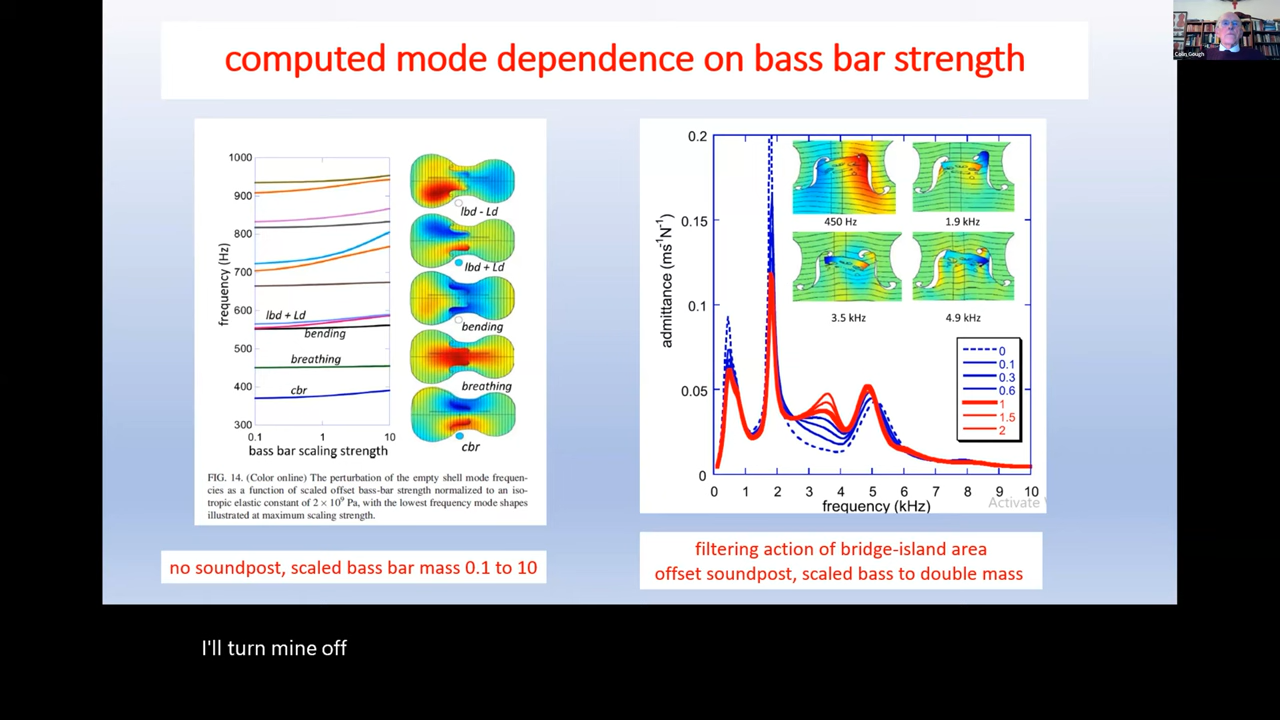 Colin Gough
computed mode dependence on bass bar strength
1000
900
800
700
600
500
400
300
frequency (Hz)
lbd + Ld
bending
breathing
cbr
0.1
1
10
bass bar scaling strength
lbd - Ld
lbd + Ld
bending
breathing
cbr
FIG. 14. (Color online) The perturbation of the empty shell mode frequen-
cies as a function of scaled offset bass-bar strength normalized to an iso-
tropic elastic constant of 2 × 10⁹ Pa, with the lowest frequency mode shapes
illustrated at maximum scaling strength.
no soundpost, scaled bass bar mass 0.1 to 10
0.2
0.15
0.1
0.05
0
admittance (ms⁻¹N⁻¹)
450 Hz
1.9 kHz
3.5 kHz
4.9 kHz
0
0.1
0.3
0.6
1
1.5
2
0 1 2 3 4 5 6 7 8 9 10
frequency (kHz)
Activate
filtering action of bridge-island area
offset soundpost, scaled bass to double mass
I'll turn mine off